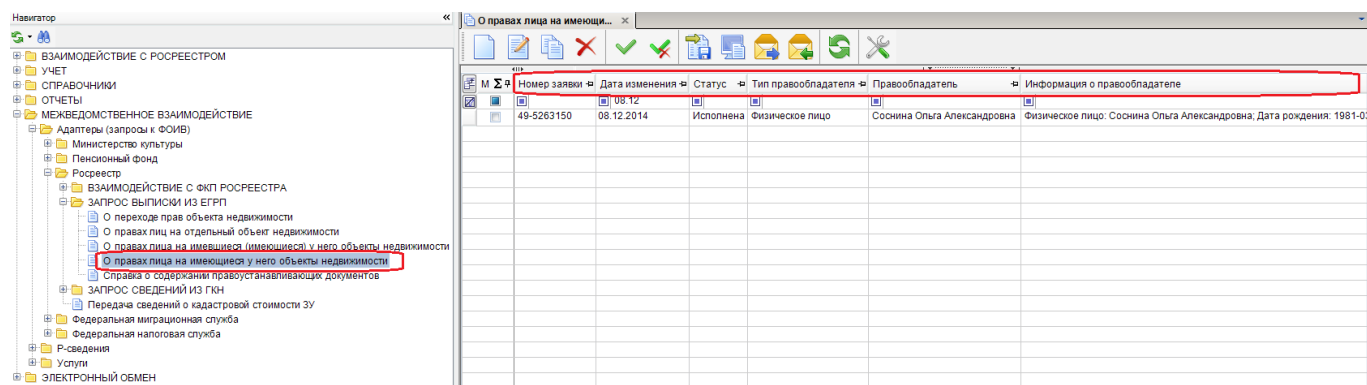 Навигатор
«
О правах лица на имеющи... ×
ВЗАИМОДЕЙСТВИЕ С РОСРЕЕСТРОМ
УЧЕТ
СПРАВОЧНИКИ
ОТЧЕТЫ
МЕЖВЕДОМСТВЕННОЕ ВЗАИМОДЕЙСТВИЕ
Адаптеры (запросы к ФОИВ)
Министерство культуры
Пенсионный фонд
Росреестр
ВЗАИМОДЕЙСТВИЕ С ФКП РОСРЕЕСТРА
ЗАПРОС ВЫПИСКИ ИЗ ЕГРП
О переходе прав объекта недвижимости
О правах лиц на отдельный объект недвижимости
О правах лица на имевшиеся (имеющиеся) у него объекты недвижимости
О правах лица на имеющиеся у него объекты недвижимости
Справка о содержании правоустанавливающих документов
ЗАПРОС СВЕДЕНИЙ ИЗ ГКН
Передача сведений о кадастровой стоимости ЗУ
Федеральная миграционная служба
Федеральная налоговая служба
Р-сведения
Услуги
ЭЛЕКТРОННЫЙ ОБМЕН
М Σ Номер заявки Дата изменения Статус Тип правообладателя Правообладатель Информация о правообладателе
08.12
49-5263150 08.12.2014 Исполнена Физическое лицо Соснина Ольга Александровна Физическое лицо: Соснина Ольга Александровна; Дата рождения: 1981-03